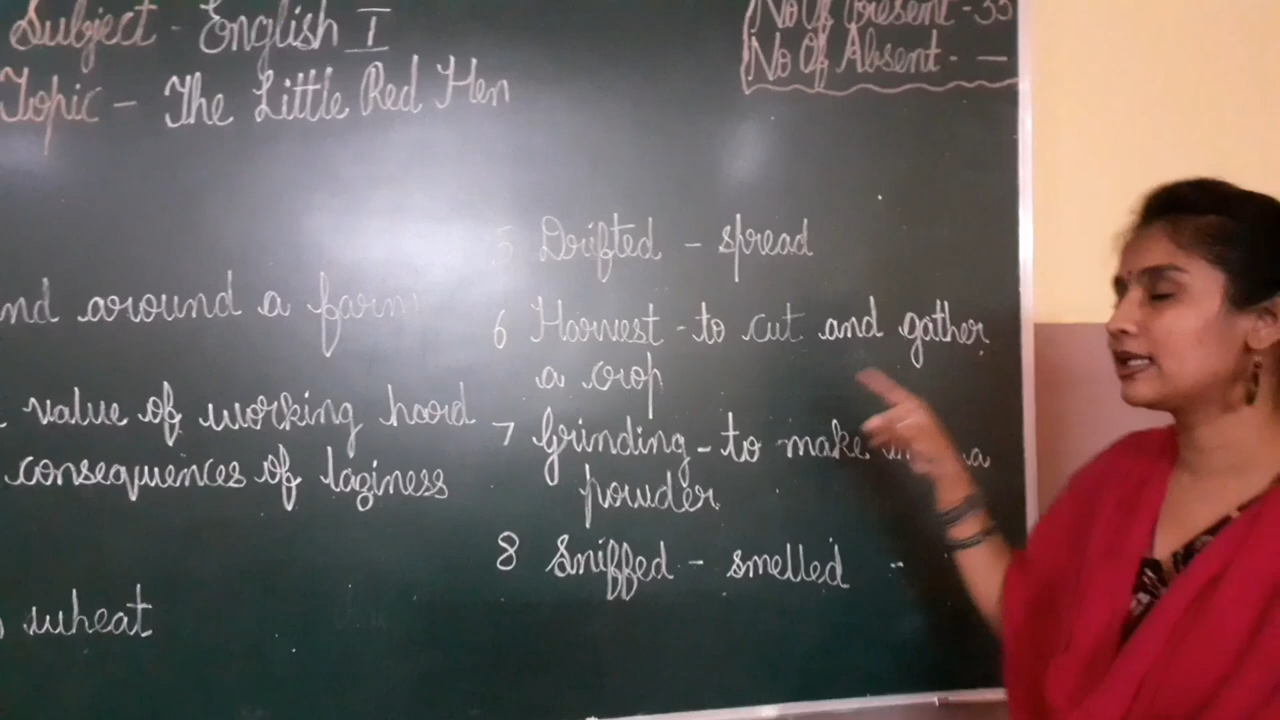 Subject - English I
Topic - The Little Red Hen
No Of Present - 35
No Of Absent - —
nd around a farm
value of working hard
consequences of laziness
wheat
5 Drifted - spread
6 Harvest - to cut and gather
a crop
7 Grinding - to make a
powder
8 Sniffed - smelled -